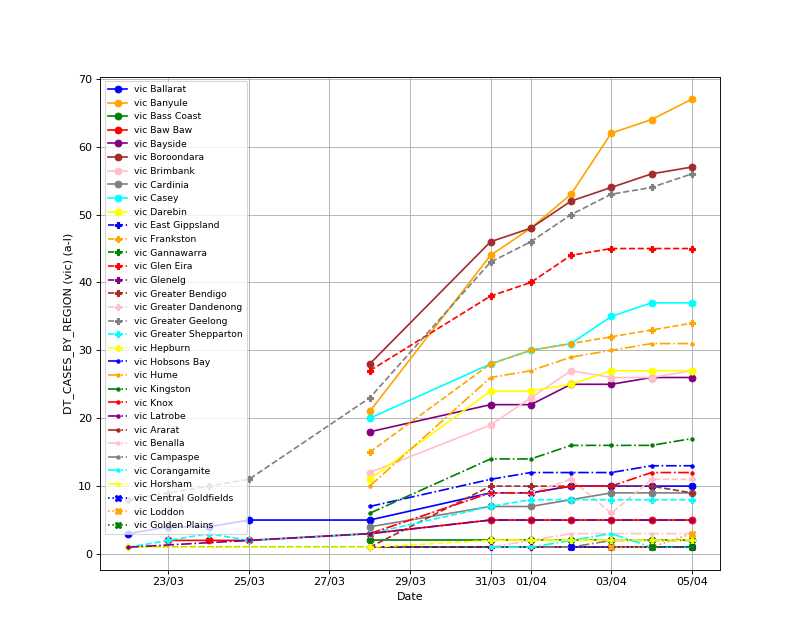 70
60
50
40
30
20
10
0
DT_CASES_BY_REGION (vic) (a-l)
vic Ballarat
vic Banyule
vic Bass Coast
vic Baw Baw
vic Bayside
vic Boroondara
vic Brimbank
vic Cardinia
vic Casey
vic Darebin
vic East Gippsland
vic Frankston
vic Gannawarra
vic Glen Eira
vic Glenelg
vic Greater Bendigo
vic Greater Dandenong
vic Greater Geelong
vic Greater Shepparton
vic Hepburn
vic Hobsons Bay
vic Hume
vic Kingston
vic Knox
vic Latrobe
vic Ararat
vic Benalla
vic Campaspe
vic Corangamite
vic Horsham
vic Central Goldfields
vic Loddon
vic Golden Plains
23/03 25/03 27/03 29/03 31/03 01/04 03/04 05/04
Date